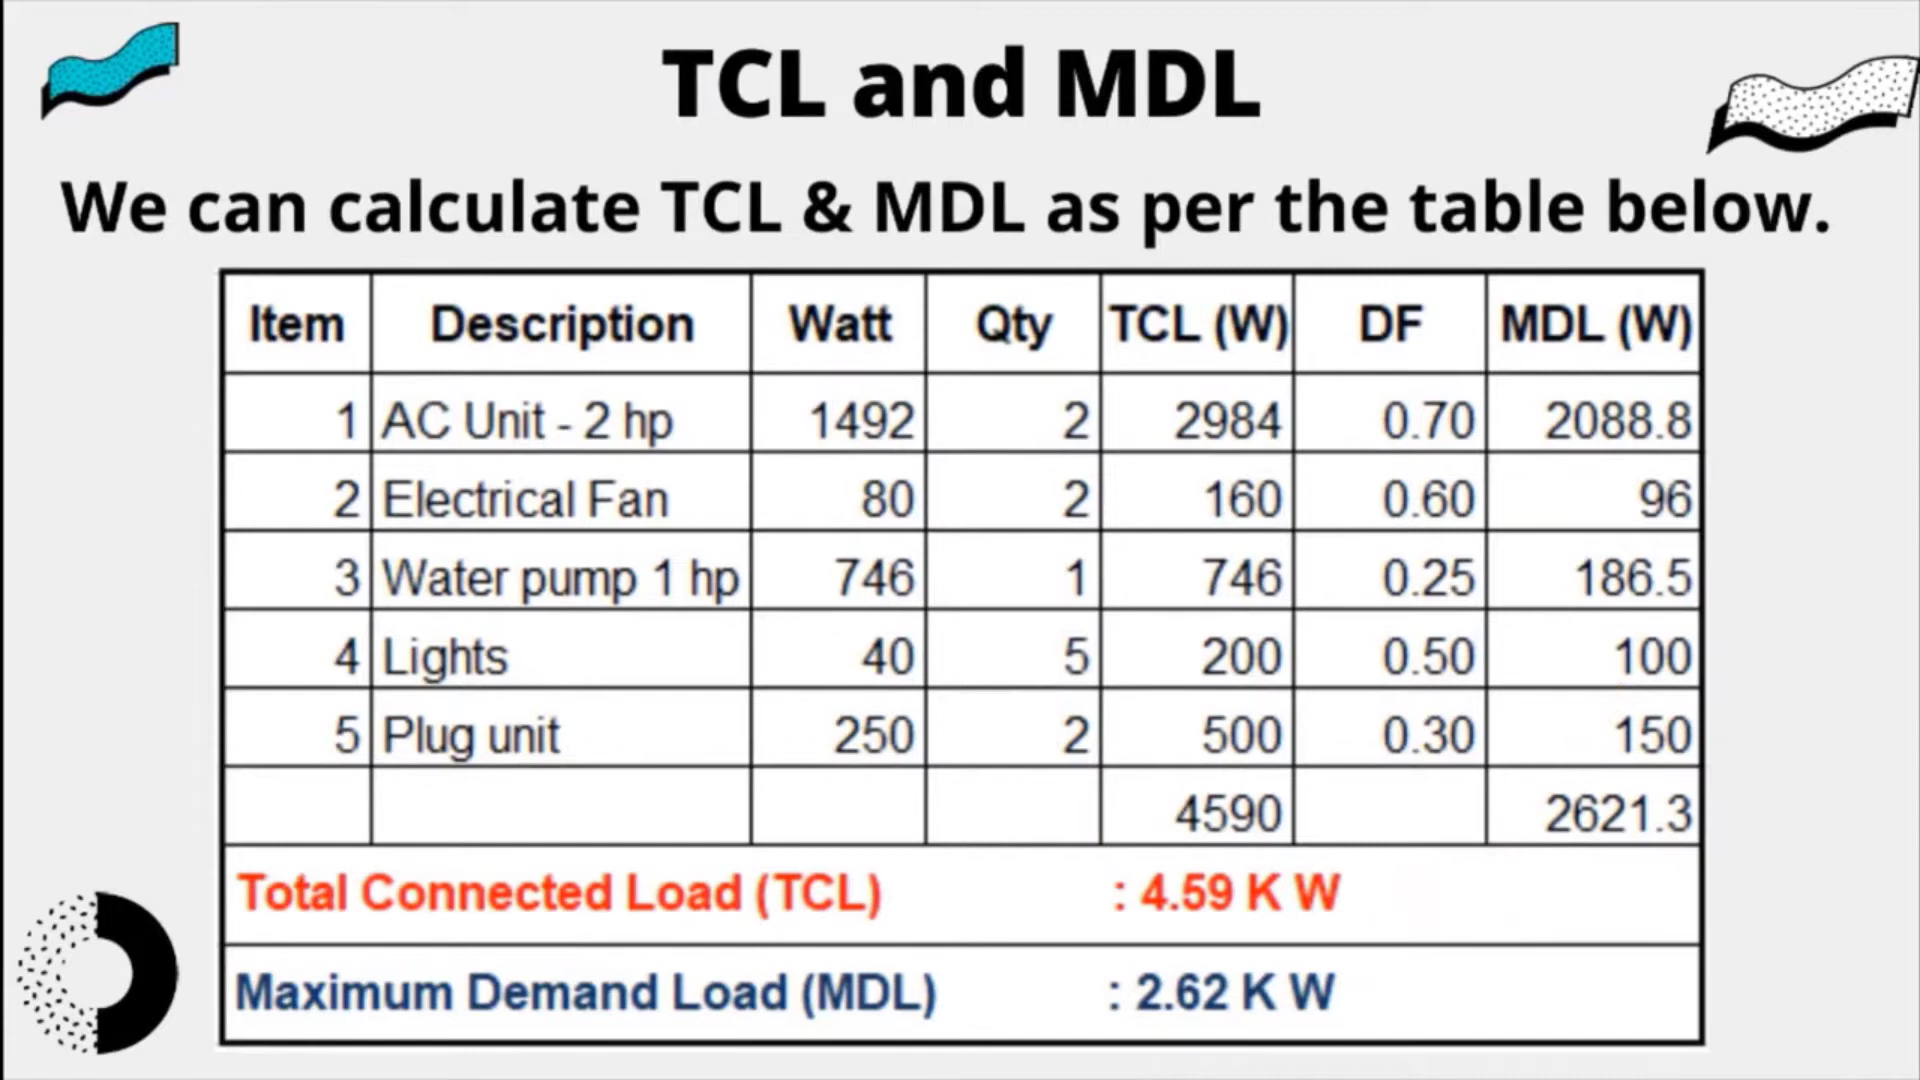 TCL and MDL
We can calculate TCL & MDL as per the table below.
Item Description Watt Qty TCL (W) DF MDL (W)
1 AC Unit - 2 hp 1492 2 2984 0.70 2088.8
2 Electrical Fan 80 2 160 0.60 96
3 Water pump 1 hp 746 1 746 0.25 186.5
4 Lights 40 5 200 0.50 100
5 Plug unit 250 2 500 0.30 150
4590 2621.3
Total Connected Load (TCL) : 4.59 K W
Maximum Demand Load (MDL) : 2.62 K W